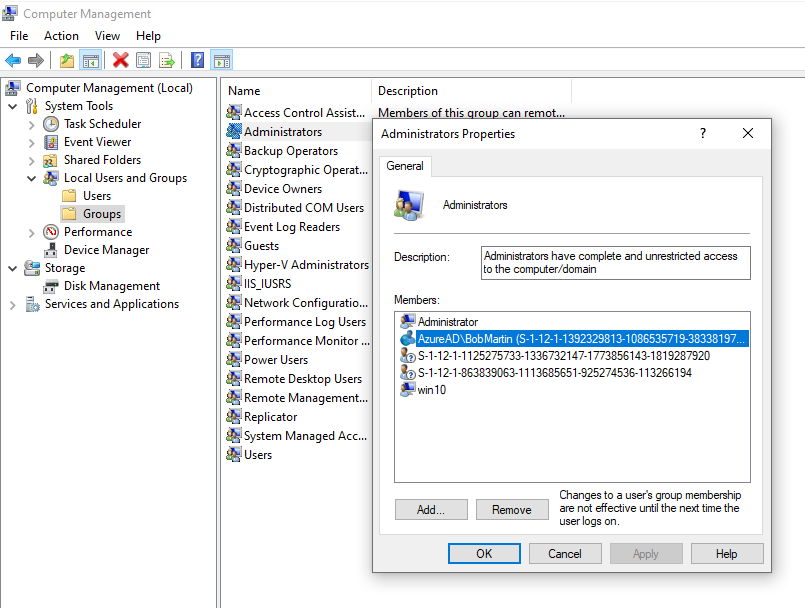 Computer Management
File Action View Help
Computer Management (Local)
System Tools
Task Scheduler
Event Viewer
Shared Folders
Local Users and Groups
Users
Groups
Performance
Device Manager
Storage
Disk Management
Services and Applications
Name Description
Access Control Assist... Members of this group can remot...
Administrators
Backup Operators
Cryptographic Operat...
Device Owners
Distributed COM Users
Event Log Readers
Guests
Hyper-V Administrators
IIS_IUSRS
Network Configuratio...
Performance Log Users
Performance Monitor ...
Power Users
Remote Desktop Users
Remote Management...
Replicator
System Managed Acc...
Users
Administrators Properties ?
General
Administrators
Description: Administrators have complete and unrestricted access
to the computer/domain
Members:
Administrator
AzureAD\BobMartin (S-1-12-1-1392329813-1086535719-38338197...
S-1-12-1-1125275733-1336732147-1773856143-1819287920
S-1-12-1-863839063-1113685651-925274536-113266194
win10
Add... Remove
Changes to a user's group membership
are not effective until the next time the
user logs on.
OK Cancel Apply Help